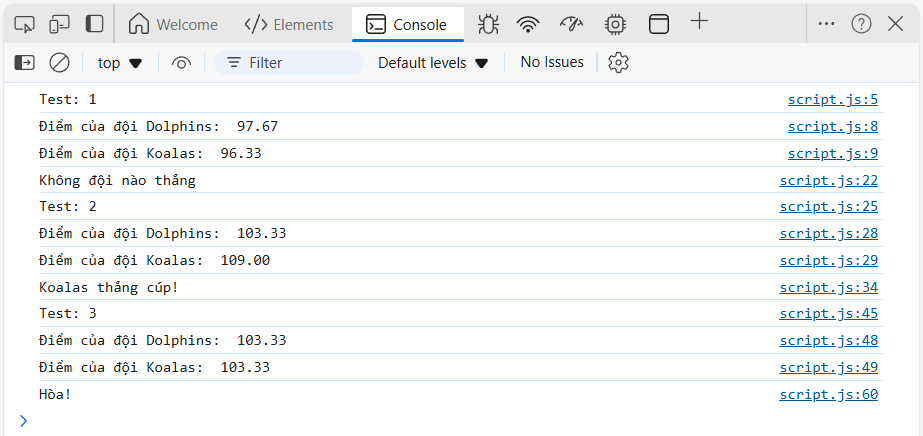 Welcome Elements Console
top Filter Default levels No Issues
Test: 1 script.js:5
Điểm của đội Dolphins:  97.67 script.js:8
Điểm của đội Koalas:  96.33 script.js:9
Không đội nào thắng script.js:22
Test: 2 script.js:25
Điểm của đội Dolphins:  103.33 script.js:28
Điểm của đội Koalas:  109.00 script.js:29
Koalas thắng cúp! script.js:34
Test: 3 script.js:45
Điểm của đội Dolphins:  103.33 script.js:48
Điểm của đội Koalas:  103.33 script.js:49
Hòa! script.js:60